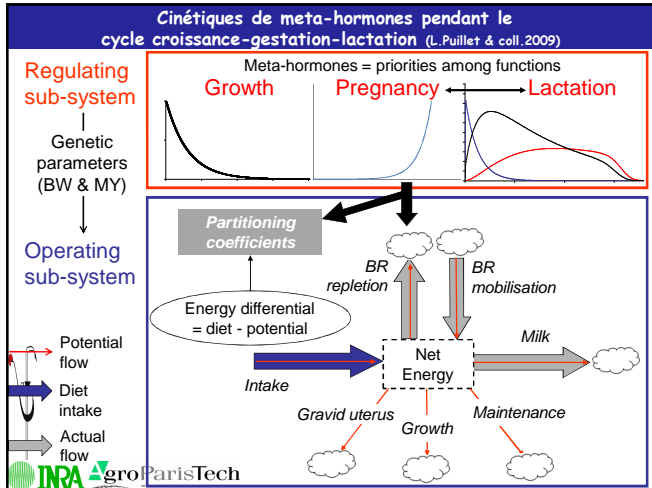 Cinétiques de meta-hormones pendant le
cycle croissance-gestation-lactation (L.Puillet & coll.2009)
Regulating
sub-system
Genetic
parameters
(BW & MY)
Operating
sub-system
Meta-hormones = priorities among functions
Growth
Pregnancy
Lactation
Partitioning
coefficients
Energy differential
= diet - potential
BR
repletion
BR
mobilisation
Milk
Net
Energy
Intake
Gravid uterus
Growth
Maintenance
Potential
flow
Diet
intake
Actual
flow
INRA
AgroParisTech